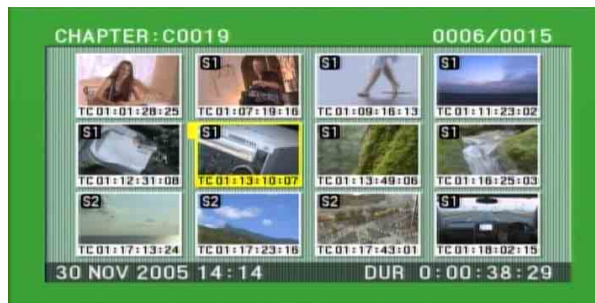 CHAPTER:C0019 0006/0015
S1 S1 S1
TC 01:01:28:25 TC 01:07:19:16 TC 01:09:16:13 TC 01:11:23:02
S1 S1 S1 S1
TC 01:12:31:08 TC 01:13:10:07 TC 01:13:49:06 TC 01:16:25:03
S2 S2 S2 S1
TC 01:17:13:24 TC 01:17:23:16 TC 01:17:43:01 TC 01:18:02:15
30 NOV 2005 14:14 DUR 0:00:38:29